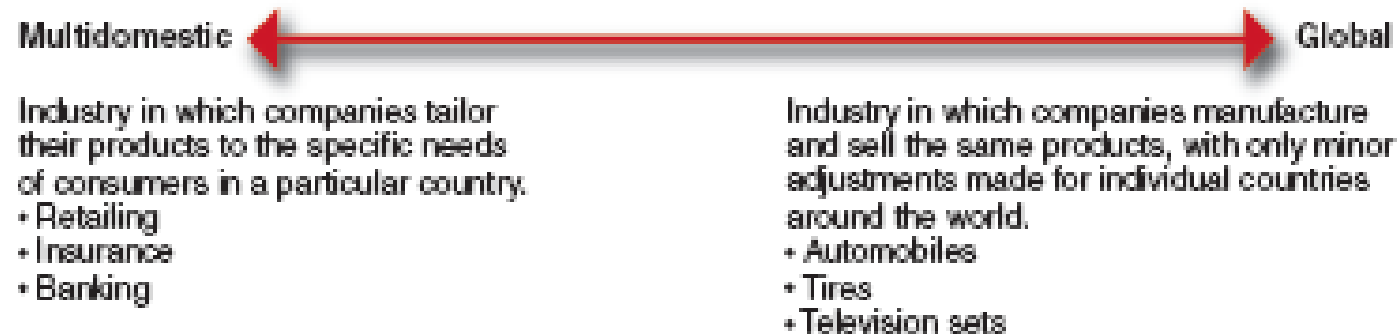 Multidomestic
Global
Industry in which companies tailor
their products to the specific needs
of consumers in a particular country.
• Retailing
• Insurance
• Banking
Industry in which companies manufacture
and sell the same products, with only minor
adjustments made for individual countries
around the world.
• Automobiles
• Tires
• Television sets